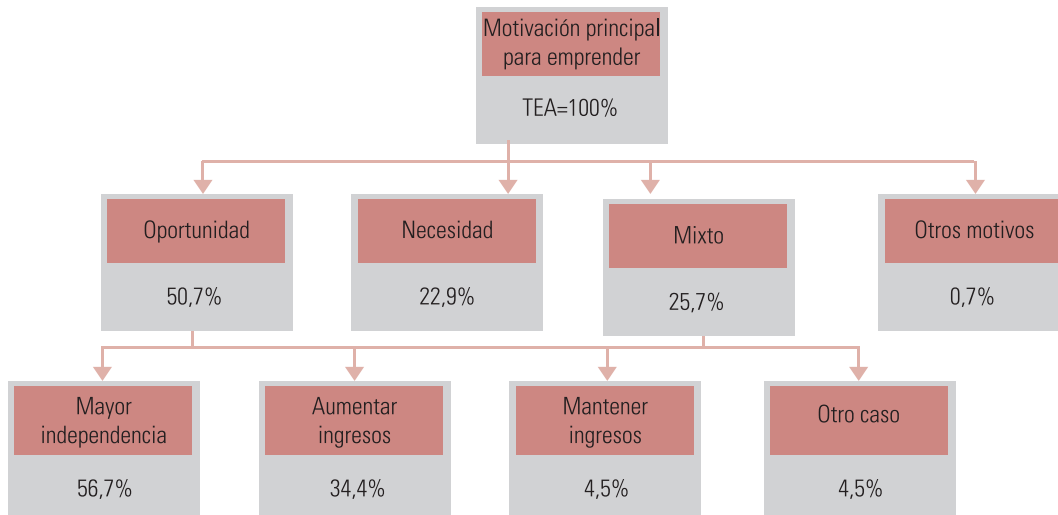 Motivación principal
para emprender
TEA=100%
Oportunidad
50,7%
Necesidad
22,9%
Mixto
25,7%
Otros motivos
0,7%
Mayor
independencia
56,7%
Aumentar
ingresos
34,4%
Mantener
ingresos
4,5%
Otro caso
4,5%